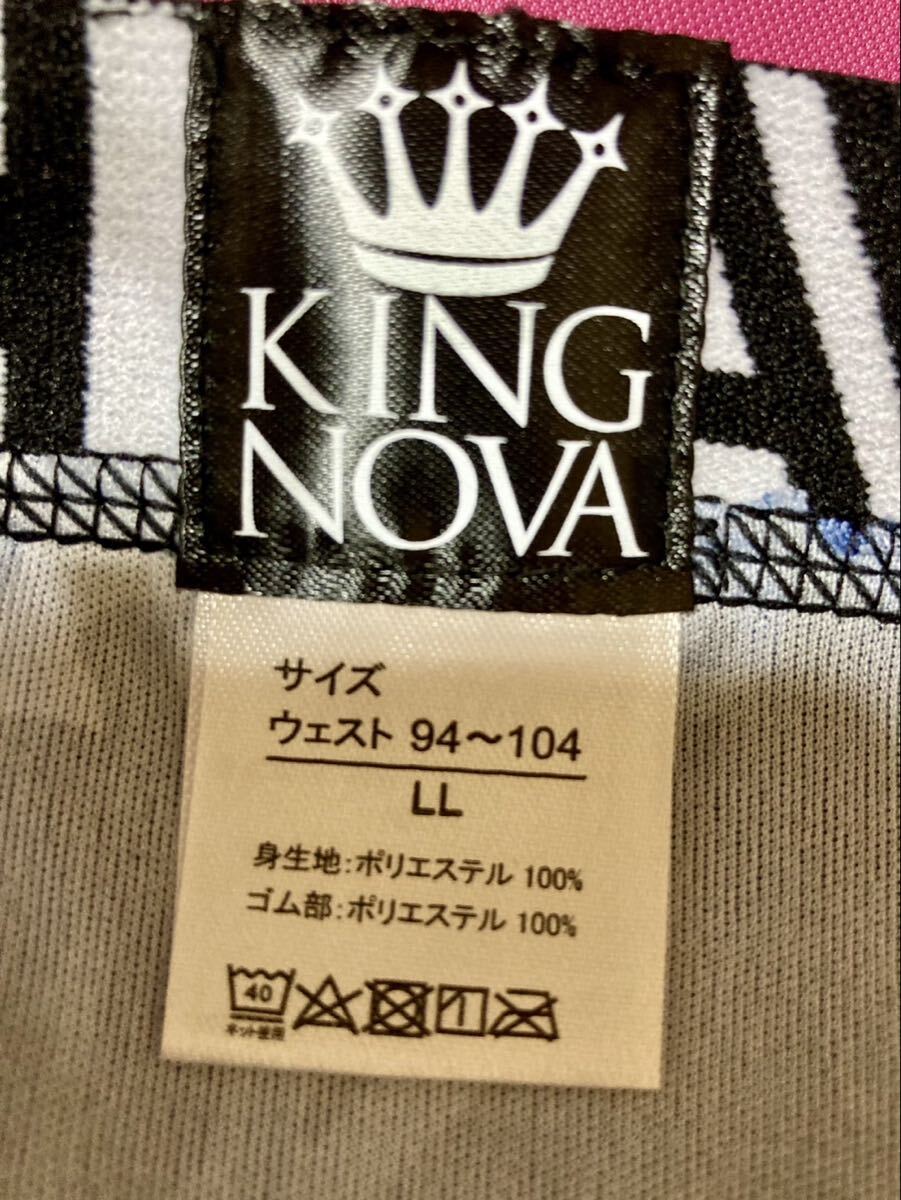 KING
NOVA
サイズ
ウェスト 94～104
LL
身生地:ポリエステル 100%
ゴム部:ポリエステル 100%
40
ネット使用